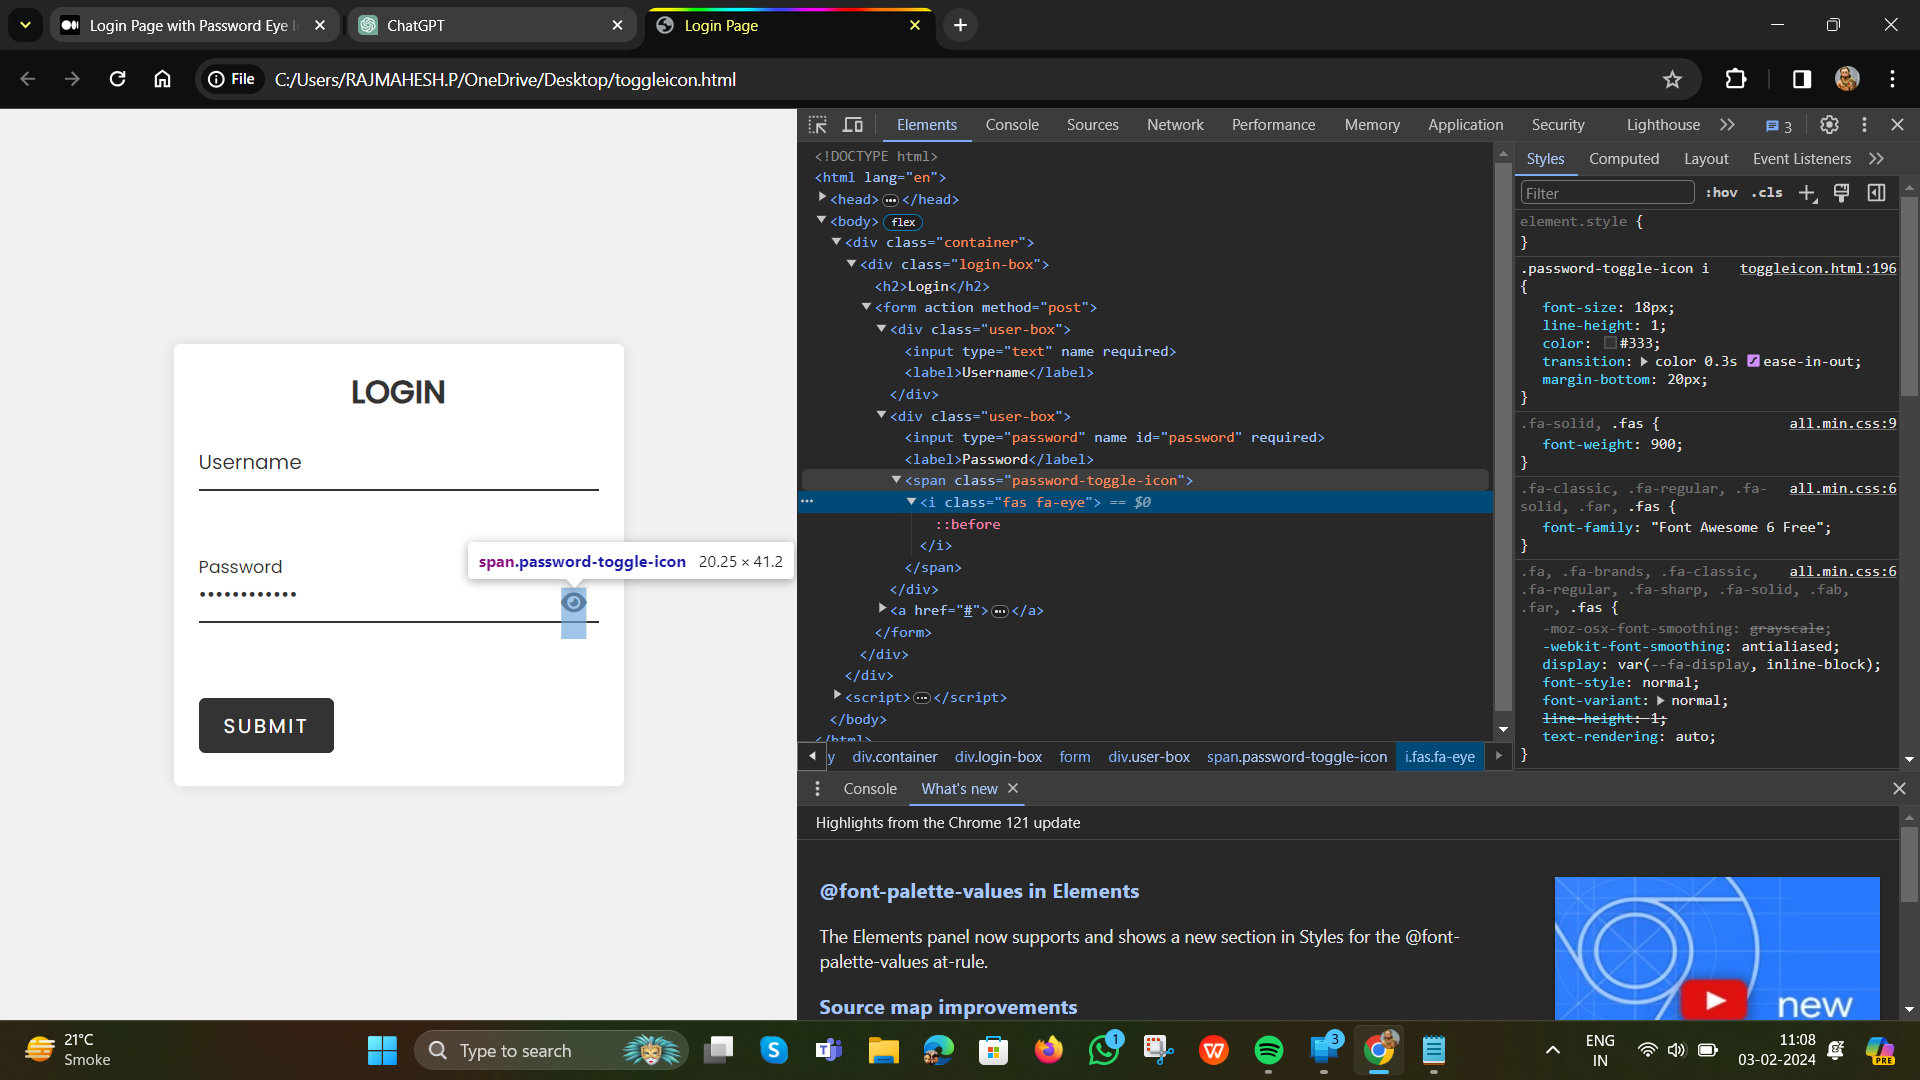 Login Page with Password Eye I
ChatGPT
Login Page
File
C:/Users/RAJMAHESH.P/OneDrive/Desktop/toggleicon.html
LOGIN
Username
Password
span.password-toggle-icon 20.25 × 41.2
SUBMIT
Elements Console Sources Network Performance Memory Application Security Lighthouse 3
<!DOCTYPE html>
<html lang="en">
<head> ••• </head>
<body> flex
<div class="container">
<div class="login-box">
<h2>Login</h2>
<form action method="post">
<div class="user-box">
<input type="text" name required>
<label>Username</label>
</div>
<div class="user-box">
<input type="password" name id="password" required>
<label>Password</label>
<span class="password-toggle-icon">
<i class="fas fa-eye"> == $0
::before
</i>
</span>
</div>
<a href="#"> ••• </a>
</form>
</div>
</div>
<script> ••• </script>
</body>
</html>
y div.container div.login-box form div.user-box span.password-toggle-icon i.fas.fa-eye
Styles Computed Layout Event Listeners
Filter :hov .cls
element.style {
}
.password-toggle-icon i toggleicon.html:196
{
font-size: 18px;
line-height: 1;
color: #333;
transition: color 0.3s ease-in-out;
margin-bottom: 20px;
}
.fa-solid, .fas { all.min.css:9
font-weight: 900;
}
.fa-classic, .fa-regular, .fa- all.min.css:6
solid, .far, .fas {
font-family: "Font Awesome 6 Free";
}
.fa, .fa-brands, .fa-classic, all.min.css:6
.fa-regular, .fa-sharp, .fa-solid, .fab,
.far, .fas {
-moz-osx-font-smoothing: grayscale;
-webkit-font-smoothing: antialiased;
display: var(--fa-display, inline-block);
font-style: normal;
font-variant: normal;
line-height: 1;
text-rendering: auto;
}
Console What's new
Highlights from the Chrome 121 update
@font-palette-values in Elements
The Elements panel now supports and shows a new section in Styles for the @font-
palette-values at-rule.
Source map improvements
new
21°C
Smoke
Type to search
1
3
ENG
IN
11:08
03-02-2024
PRE